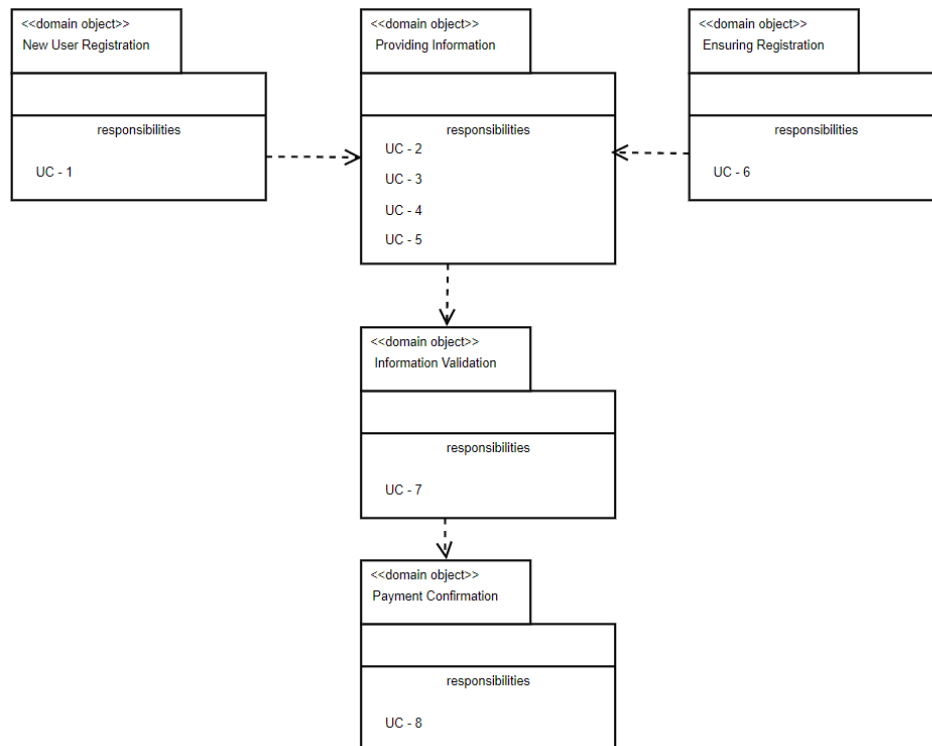 <<domain object>>
New User Registration
responsibilities
UC - 1
<<domain object>>
Providing Information
responsibilities
UC - 2
UC - 3
UC - 4
UC - 5
<<domain object>>
Ensuring Registration
responsibilities
UC - 6
<<domain object>>
Information Validation
responsibilities
UC - 7
<<domain object>>
Payment Confirmation
responsibilities
UC - 8